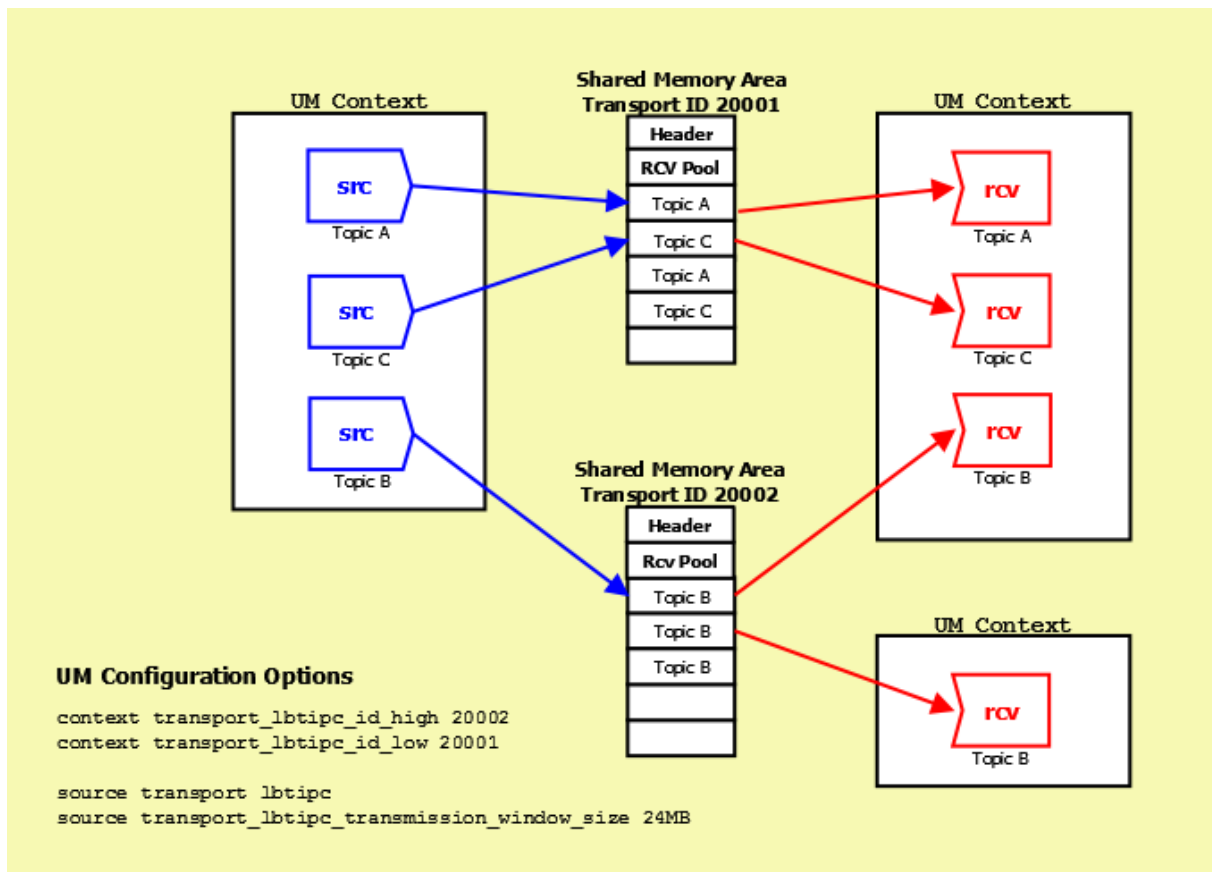 UM Context
src
Topic A
src
Topic C
src
Topic B
Shared Memory Area
Transport ID 20001
Header
RCV Pool
Topic A
Topic C
Topic A
Topic C
UM Context
rcv
Topic A
rcv
Topic C
rcv
Topic B
Shared Memory Area
Transport ID 20002
Header
Rcv Pool
Topic B
Topic B
Topic B
UM Context
rcv
Topic B
UM Configuration Options
context transport_lbtipc_id_high 20002
context transport_lbtipc_id_low 20001
source transport lbtipc
source transport_lbtipc_transmission_window_size 24MB